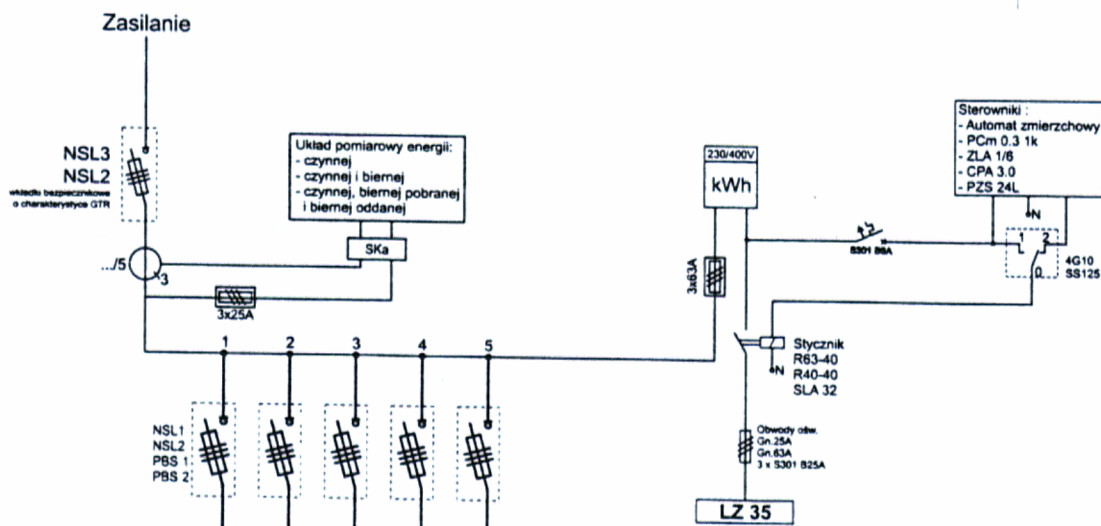 Zasilanie
NSL3
NSL2
wkładki bezpiecznikowe
o charakterystyce GTR
Układ pomiarowy energii:
- czynnej
- czynnej i biernej
- czynnej, biernej pobranej
i biernej oddanej
SKa
.../5
3
3x25A
1
2
3
4
5
NSL1
NSL2
PBS 1
PBS 2
230/400V
kWh
3x63A
S301 B6A
Sterowniki :
- Automat zmierzchowy
- PCm 0.3 1k
- ZLA 1/6
- CPA 3.0
- PZS 24L
N
1
2
0
4G10
SS125
Stycznik
R63-40
R40-40
SLA 32
N
Obwody ośw.
Gn.25A
Gn.63A
3 x S301 B25A
LZ 35